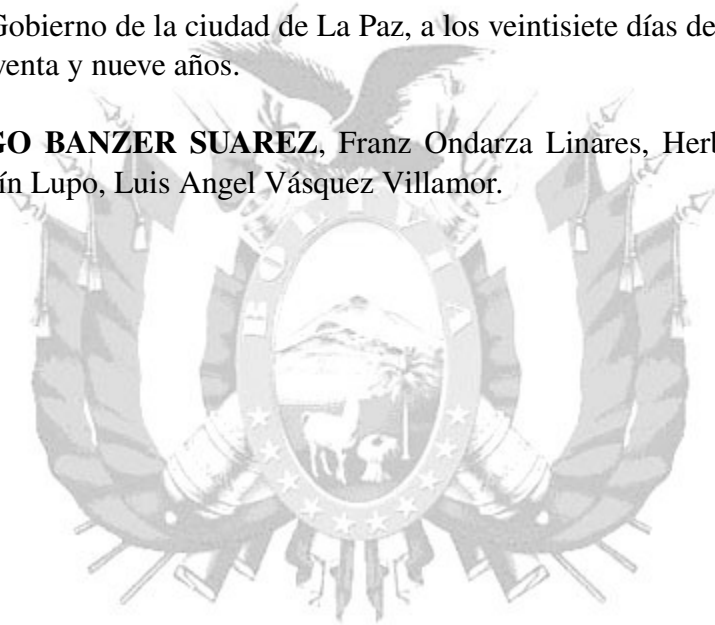 Gobierno de la ciudad de La Paz, a los veintisiete días de
venta y nueve años.
GO BANZER SUAREZ, Franz Ondarza Linares, Herb
ín Lupo, Luis Angel Vásquez Villamor.